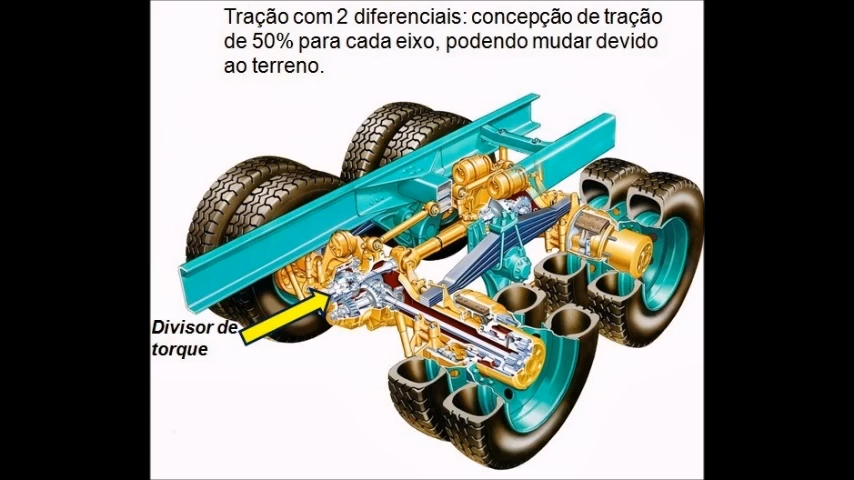 Tração com 2 diferenciais: concepção de tração
de 50% para cada eixo, podendo mudar devido
ao terreno.
Divisor de
torque